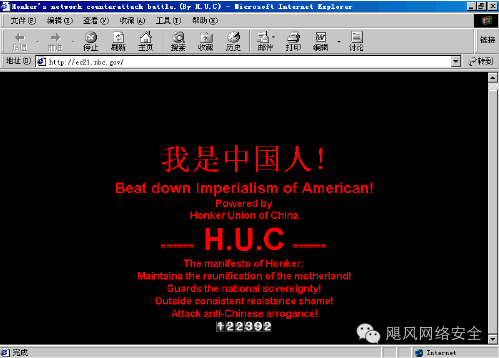 Honker's network counterattack battle.(By H.U.C) - Microsoft Internet Explorer
文件(F) 编辑(E) 查看(V) 收藏(A) 工具(T) 帮助(H)
后退 前进 停止 刷新 主页 搜索 收藏 历史 邮件 打印 编辑 讨论 链接
地址(D) http://ec21.mbc.gov/ 转到
我是中国人!
Beat down Imperialism of American!
Powered by
Honker Union of China
------ H.U.C ------
The manifesto of Honker:
Maintains the reunification of the motherland!
Guards the national sovereignty!
Outside consistent resistance shame!
Attack anti-Chinese arrogance!
122392
飓风网络安全
完成 Internet